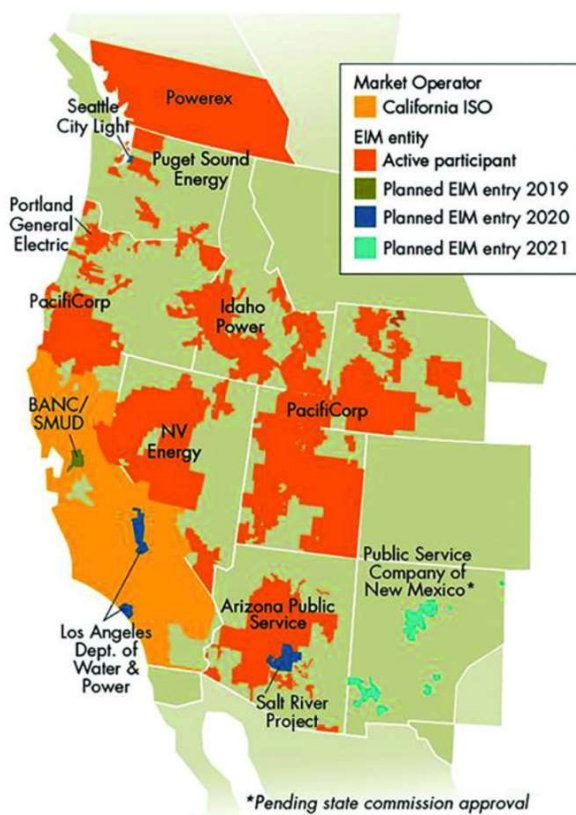 Powerex
Seattle
City Light
Puget Sound
Energy
Portland
General
Electric
PacifiCorp
Idaho
Power
BANC/
SMUD
NV
Energy
PacifiCorp
Public Service
Company of
New Mexico*
Arizona Public
Service
Los Angeles
Dept. of
Water &
Power
Salt River
Project
Market Operator
California ISO
EIM entity
Active participant
Planned EIM entry 2019
Planned EIM entry 2020
Planned EIM entry 2021
*Pending state commission approval